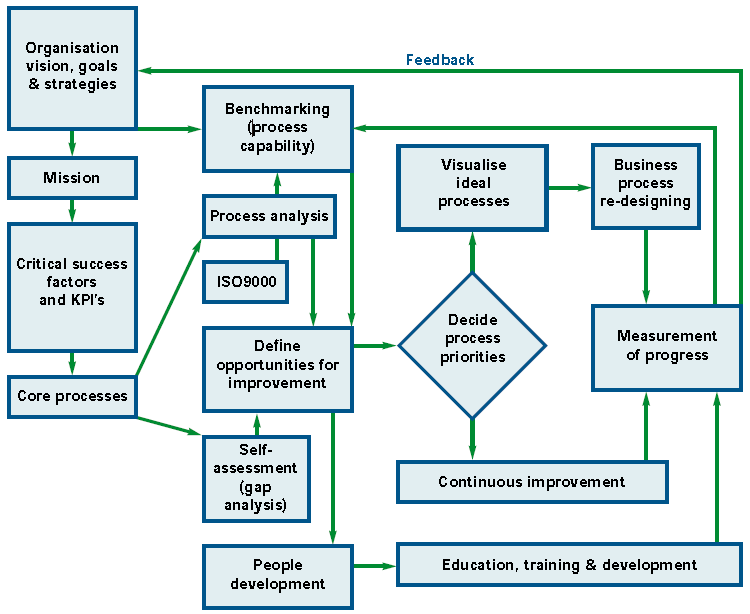 Organisation
vision, goals
& strategies
Feedback
Benchmarking
(process
capability)
Mission
Process analysis
Critical success
factors
and KPI's
ISO9000
Core processes
Define
opportunities for
improvement
Self-
assessment
(gap
analysis)
People
development
Visualise
ideal
processes
Business
process
re-designing
Decide
process
priorities
Measurement
of progress
Continuous improvement
Education, training & development